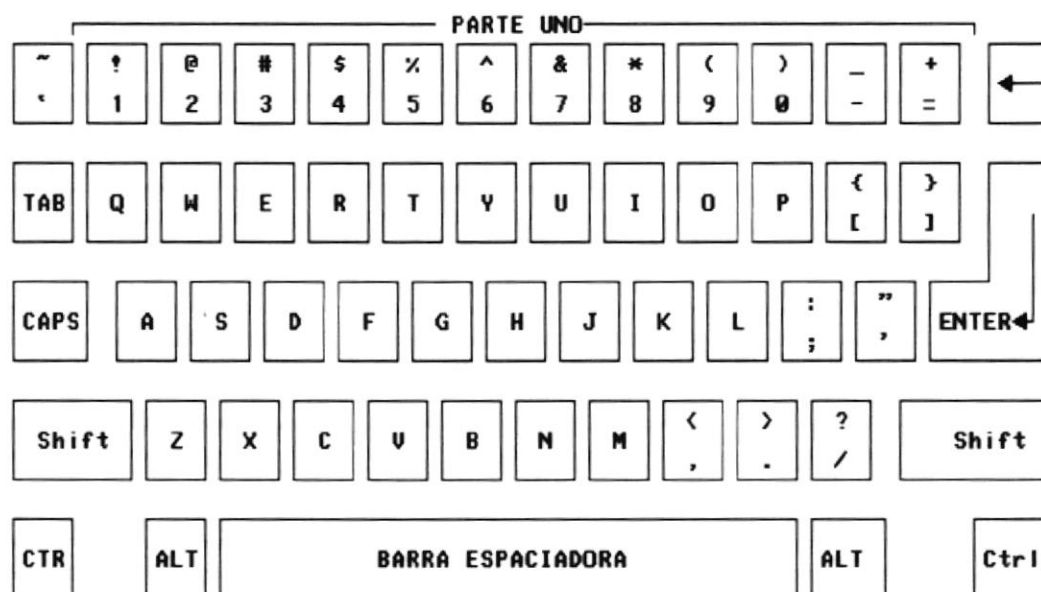 PARTE UNO
~ ! @ # $ % ^ & * ( ) _ +
` 1 2 3 4 5 6 7 8 9 0 - =
TAB Q W E R T Y U I O P { [ } ]
CAPS A S D F G H J K L : ; " ' ENTER
Shift Z X C V B N M < , > . ? / Shift
CTR ALT BARRA ESPACIADORA ALT Ctrl